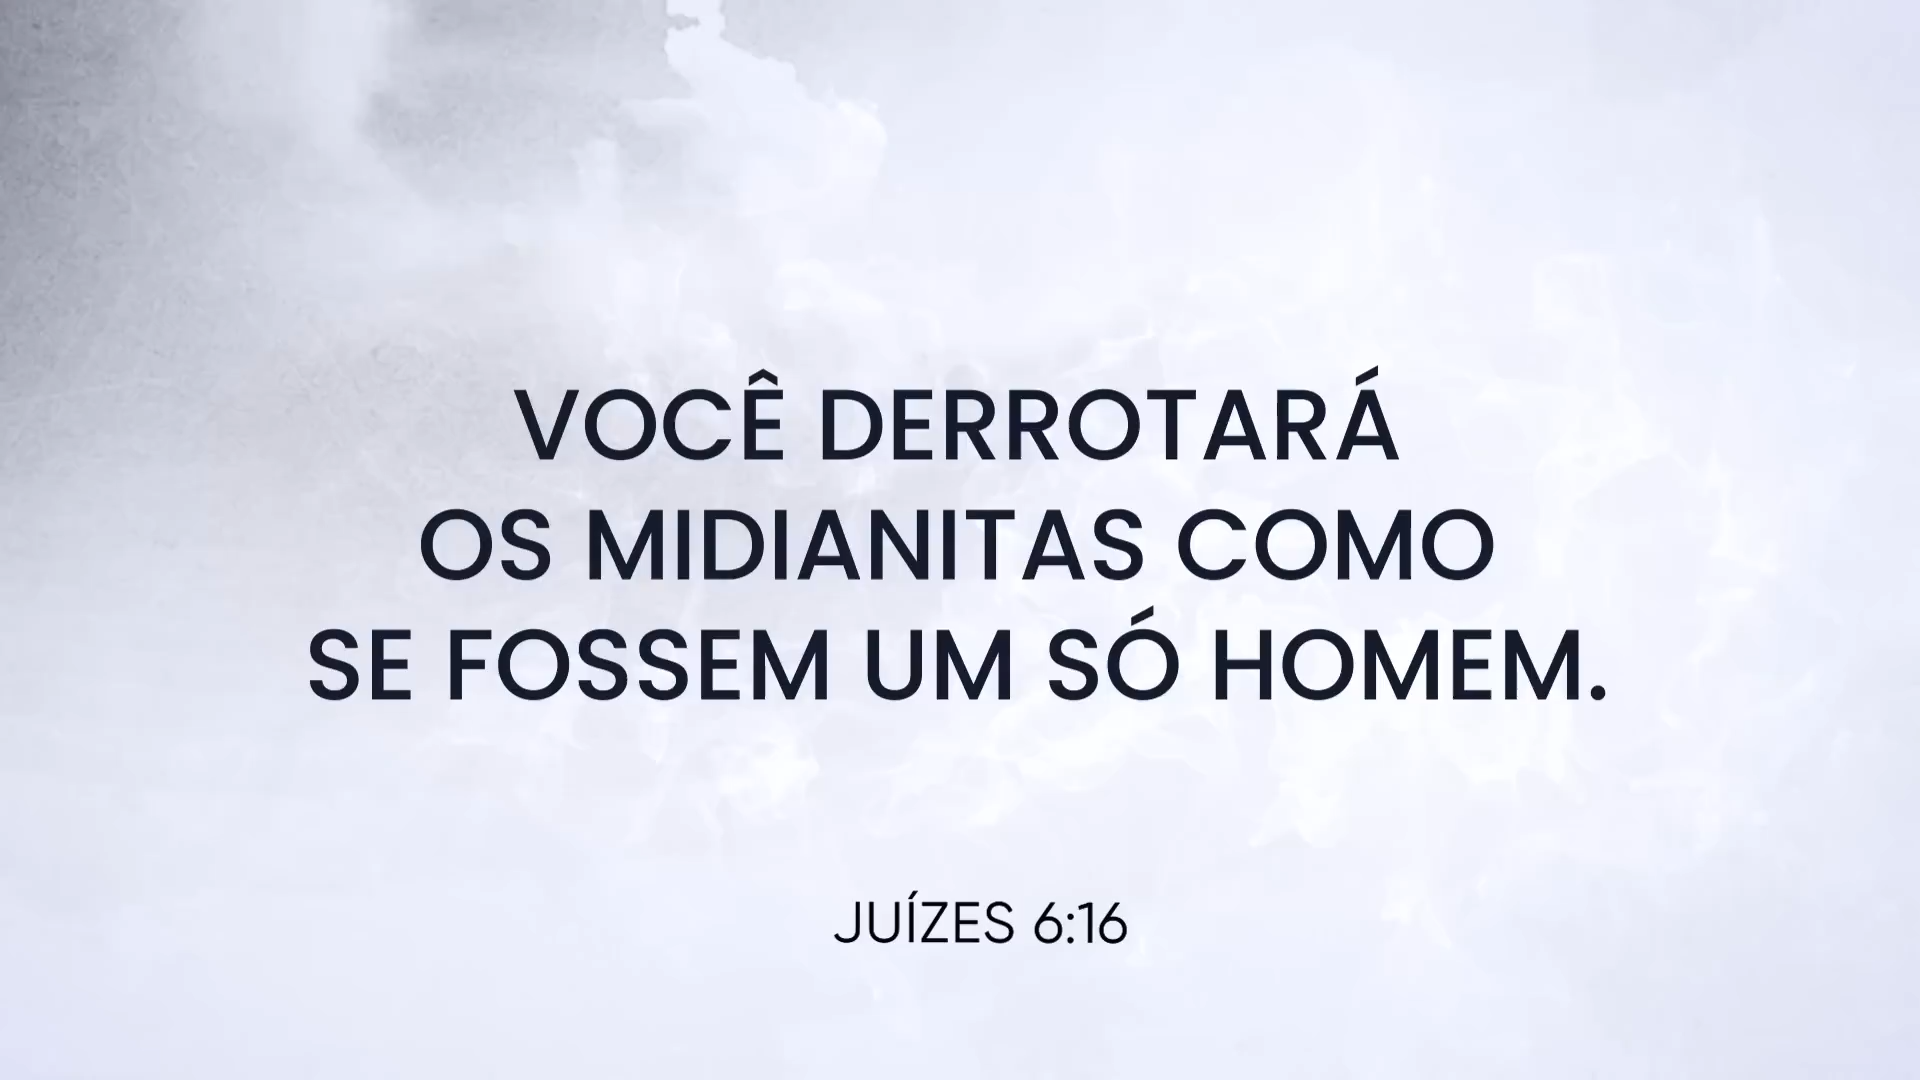 VOCÊ DERROTARÁ
OS MIDIANITAS COMO
SE FOSSEM UM SÓ HOMEM.
JUÍZES 6:16